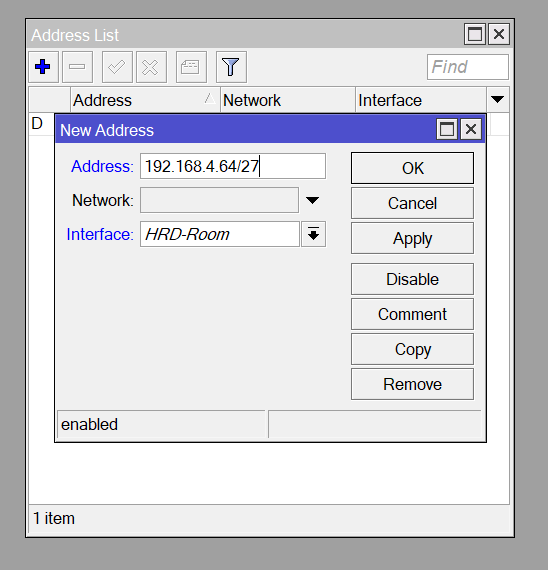 Address List
Find
Address Network Interface
D
New Address
Address: 192.168.4.64/27 OK
Network: Cancel
Interface: HRD-Room Apply
Disable
Comment
Copy
Remove
enabled
1 item